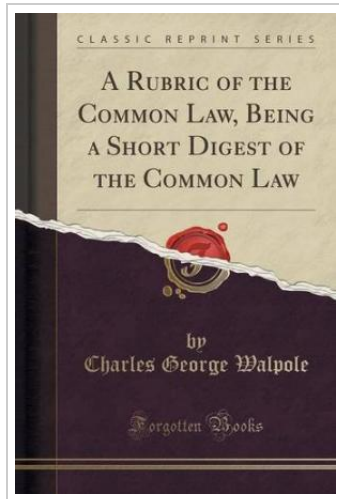 CLASSIC REPRINT SERIES
A RUBRIC OF THE
COMMON LAW, BEING
A SHORT DIGEST OF
THE COMMON LAW
F
by
Charles George Walpole
Forgotten Books